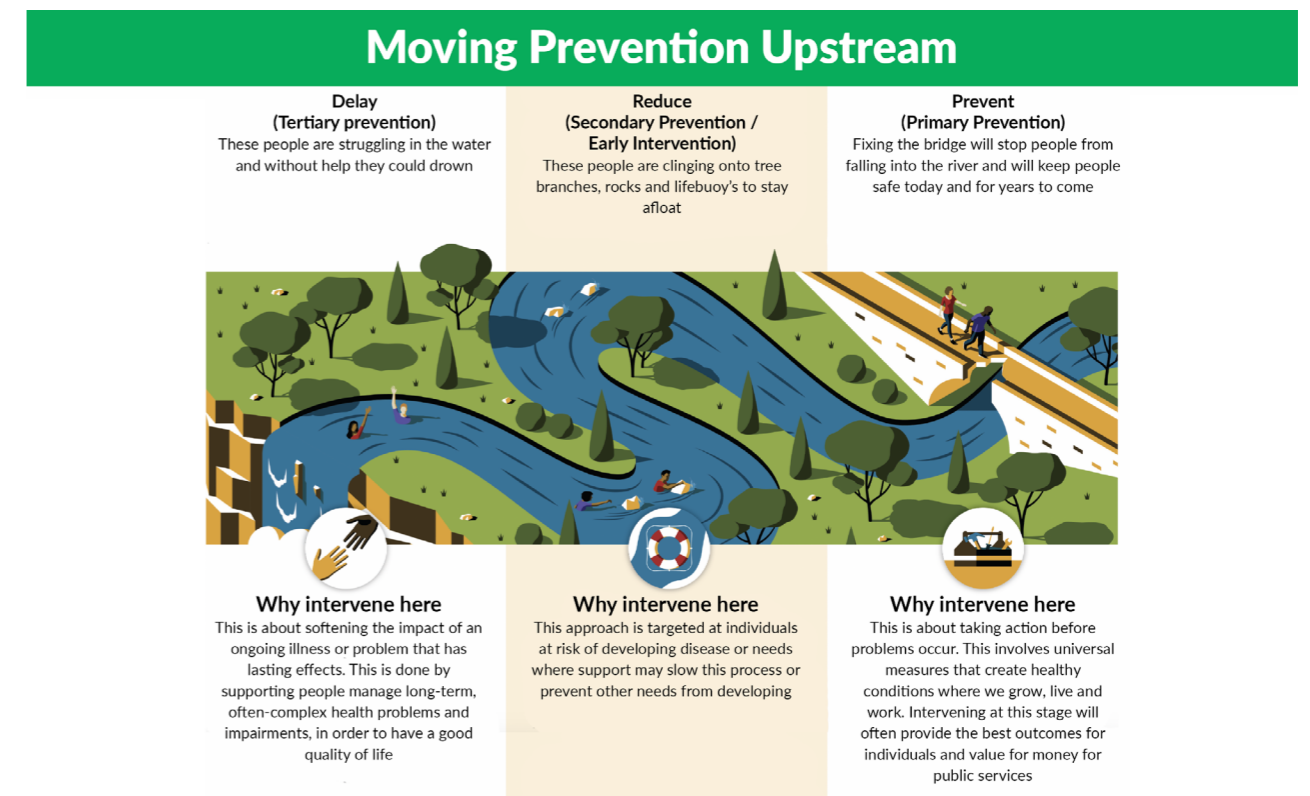 Moving Prevention Upstream
Delay
(Tertiary prevention)
These people are struggling in the water
and without help they could drown
Reduce
(Secondary Prevention /
Early Intervention)
These people are clinging onto tree
branches, rocks and lifebuoy's to stay
afloat
Prevent
(Primary Prevention)
Fixing the bridge will stop people from
falling into the river and will keep people
safe today and for years to come
Why intervene here
This is about softening the impact of an
ongoing illness or problem that has
lasting effects. This is done by
supporting people manage long-term,
often-complex health problems and
impairments, in order to have a good
quality of life
Why intervene here
This approach is targeted at individuals
at risk of developing disease or needs
where support may slow this process or
prevent other needs from developing
Why intervene here
This is about taking action before
problems occur. This involves universal
measures that create healthy
conditions where we grow, live and
work. Intervening at this stage will
often provide the best outcomes for
individuals and value for money for
public services